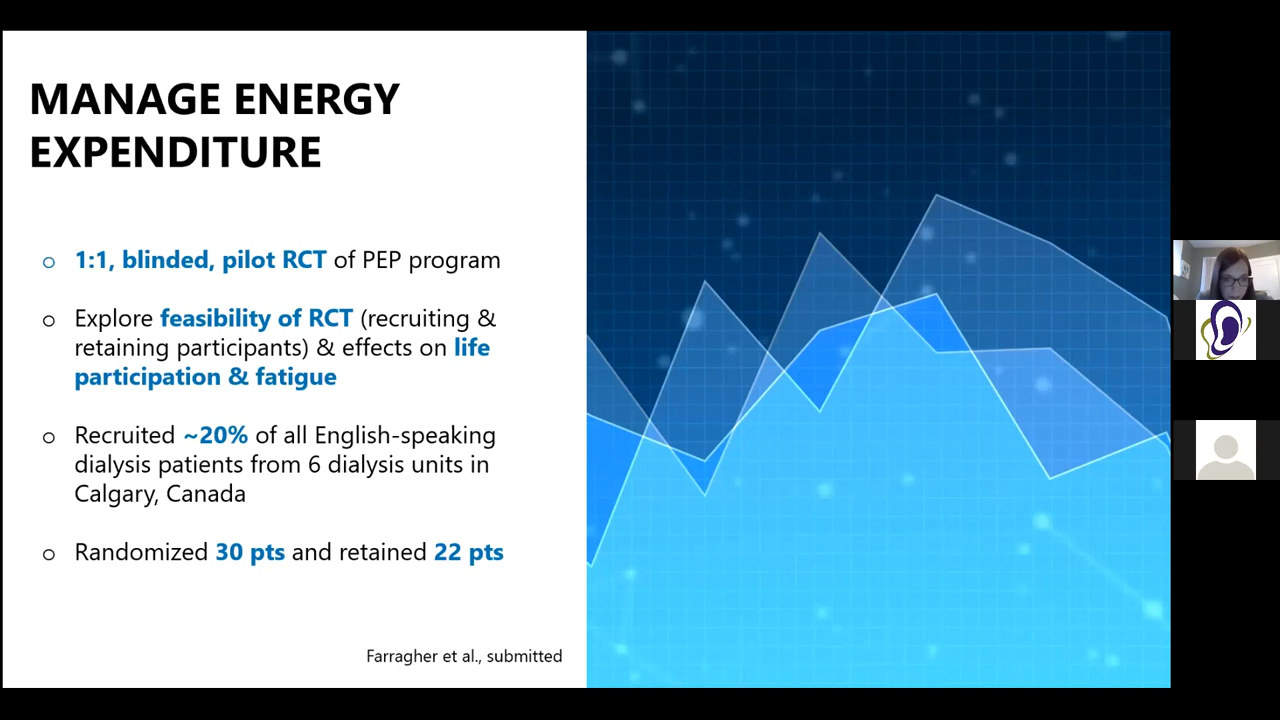 MANAGE ENERGY
EXPENDITURE
o 1:1, blinded, pilot RCT of PEP program
o Explore feasibility of RCT (recruiting &
retaining participants) & effects on life
participation & fatigue
o Recruited ~20% of all English-speaking
dialysis patients from 6 dialysis units in
Calgary, Canada
o Randomized 30 pts and retained 22 pts
Farragher et al., submitted